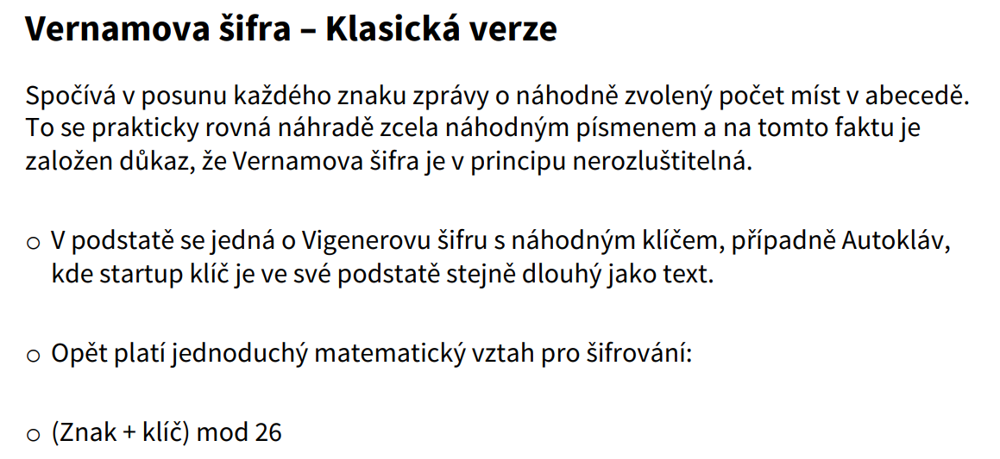 Vernamova šifra – Klasická verze
Spočívá v posunu každého znaku zprávy o náhodně zvolený počet míst v abecedě.
To se prakticky rovná náhradě zcela náhodným písmenem a na tomto faktu je
založen důkaz, že Vernamova šifra je v principu nerozluštitelná.
○ V podstatě se jedná o Vigenerovu šifru s náhodným klíčem, případně Autokláv,
kde startup klíč je ve své podstatě stejně dlouhý jako text.
○ Opět platí jednoduchý matematický vztah pro šifrování:
○ (Znak + klíč) mod 26